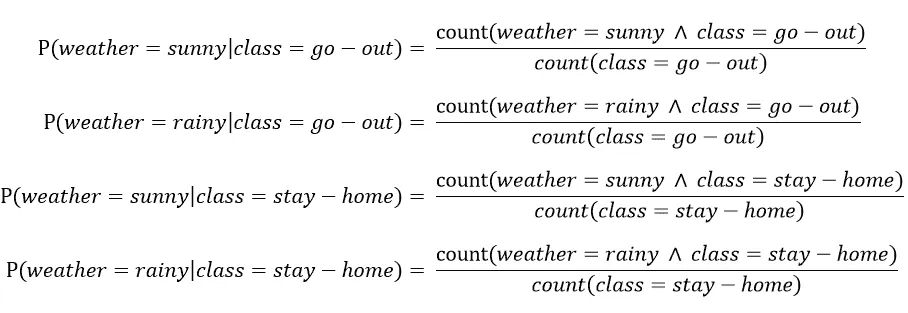 P(weather = sunny|class = go − out) = count(weather = sunny ∧ class = go − out) / count(class = go − out)
P(weather = rainy|class = go − out) = count(weather = rainy ∧ class = go − out) / count(class = go − out)
P(weather = sunny|class = stay − home) = count(weather = sunny ∧ class = stay − home) / count(class = stay − home)
P(weather = rainy|class = stay − home) = count(weather = rainy ∧ class = stay − home) / count(class = stay − home)